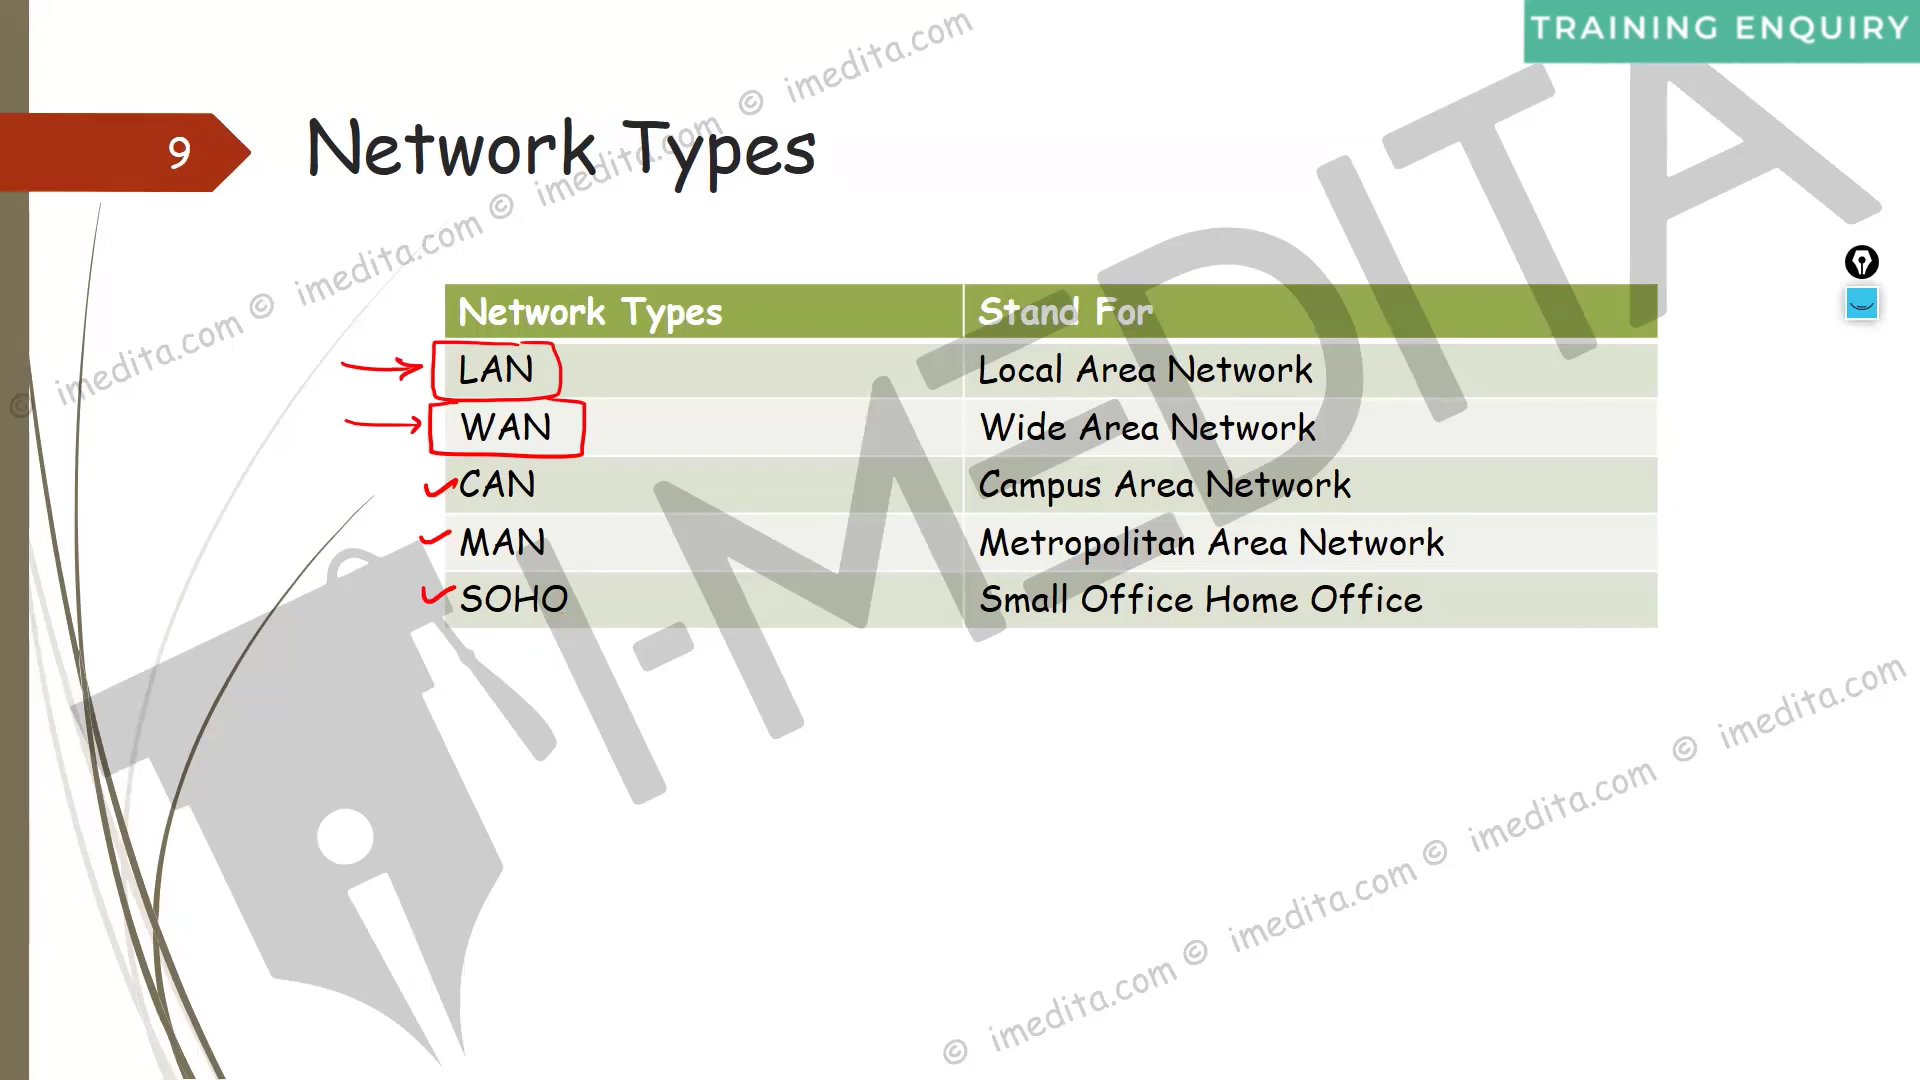 TRAINING ENQUIRY
9 Network Types
Network Types Stand For
LAN Local Area Network
WAN Wide Area Network
CAN Campus Area Network
MAN Metropolitan Area Network
SOHO Small Office Home Office
I-MEDITA
© imedita.com © imedita.com © imedita.com © imedita.com
© imedita.com © imedita.com © imedita.com © imedita.com